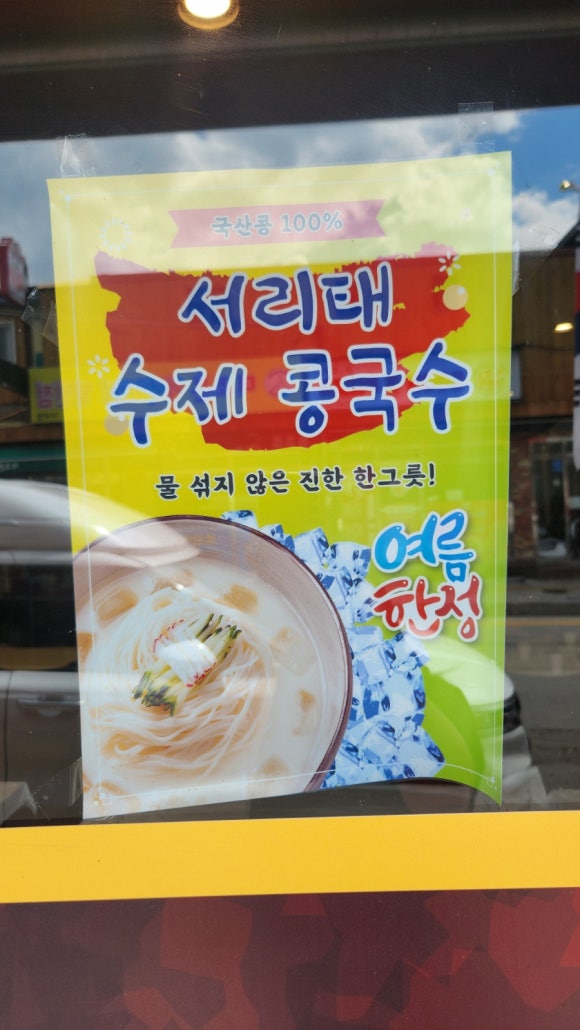 국산콩 100%
서리태
수제 콩국수
물 섞지 않은 진한 한그릇!
여름
한정